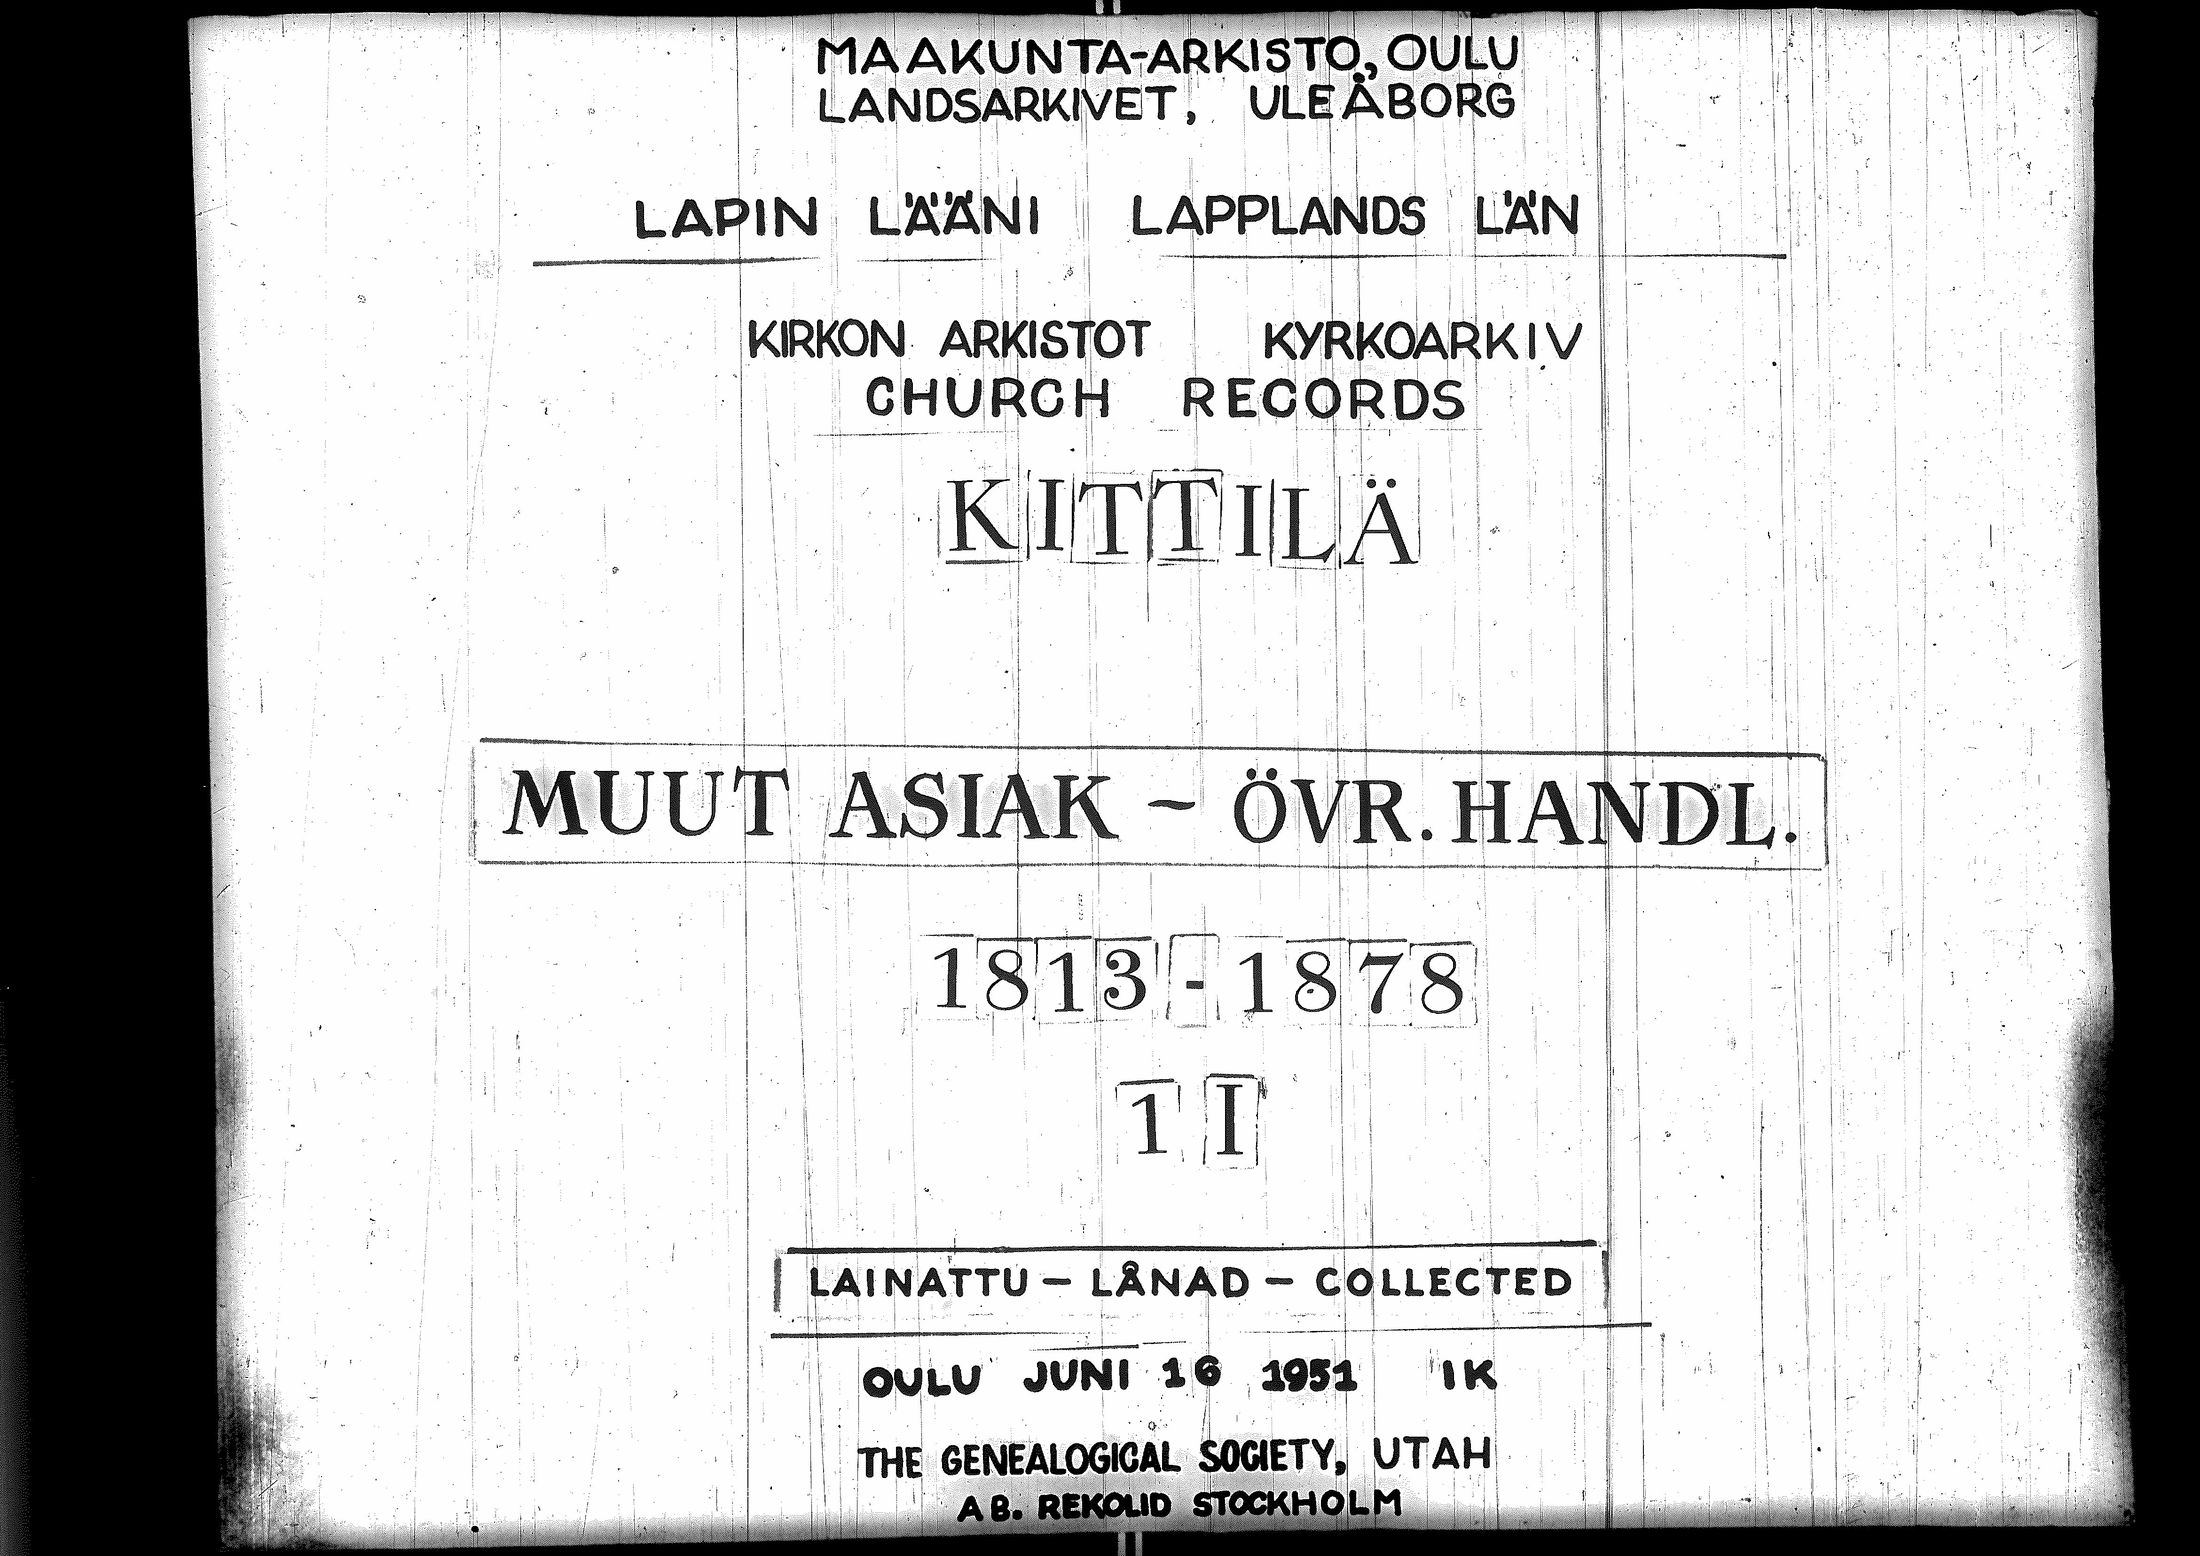 MAAKUNTA-ARKISTO, OULU
LANDSARKIVET, ULEÅBORG
LAPIN LÄÄNI LAPPLANDS LÄN
KIRKON ARKISTOT KYRKOARKIV
CHURCH RECORDS
KITTILÄ
MUUT ASIAK - ÖVR. HANDL.
1813-1878
1 I
LAINATTU - LÅNAD - COLLECTED
OULU JUNI 16 1951 IK
THE GENEALOGICAL SOCIETY, UTAH
AB. REKOLID STOCKHOLM